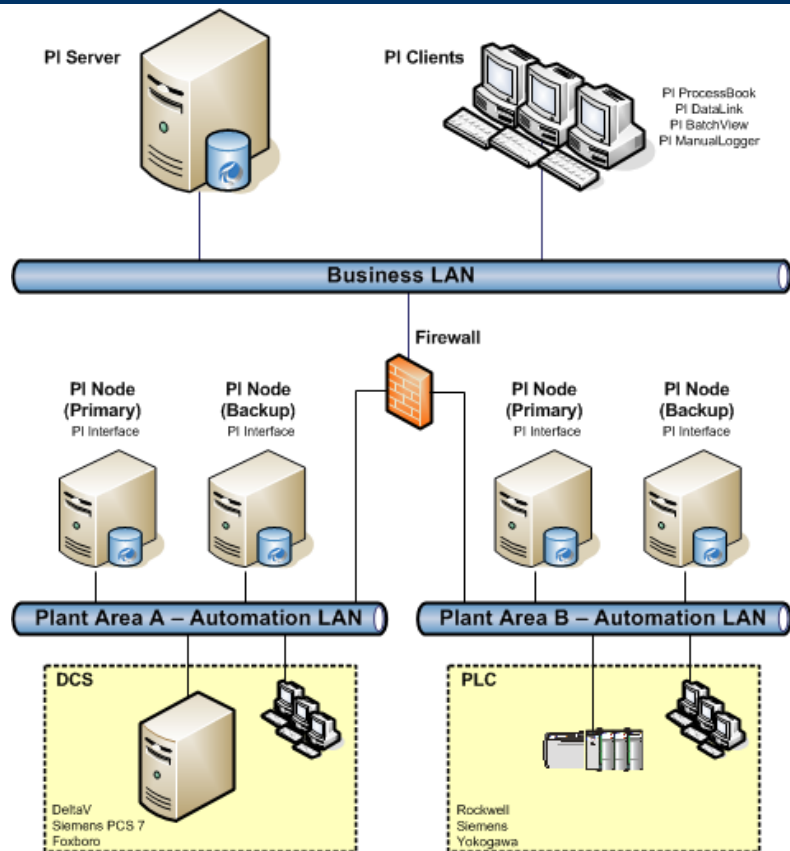 PI Server
PI Clients
PI ProcessBook
PI DataLink
PI BatchView
PI ManualLogger
Business LAN
Firewall
PI Node
(Primary)
PI Interface
PI Node
(Backup)
PI Interface
PI Node
(Primary)
PI Interface
PI Node
(Backup)
PI Interface
Plant Area A – Automation LAN
Plant Area B – Automation LAN
DCS
DeltaV
Siemens PCS 7
Foxboro
PLC
Rockwell
Siemens
Yokogawa